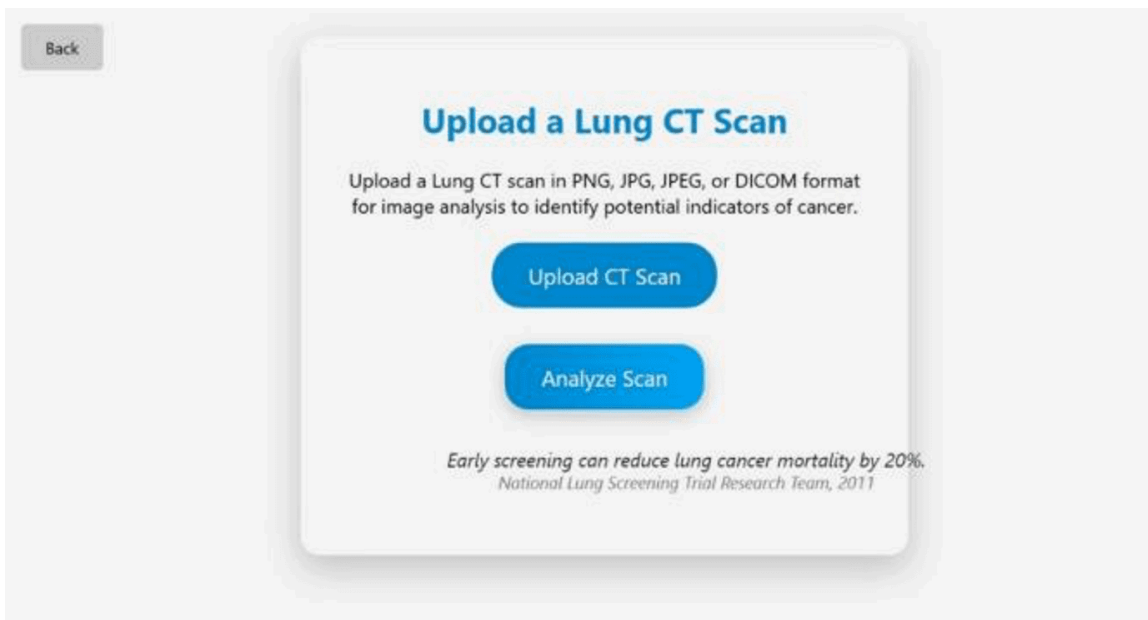 Back
Upload a Lung CT Scan
Upload a Lung CT scan in PNG, JPG, JPEG, or DICOM format
for image analysis to identify potential indicators of cancer.
Upload CT Scan
Analyze Scan
Early screening can reduce lung cancer mortality by 20%.
National Lung Screening Trial Research Team, 2011